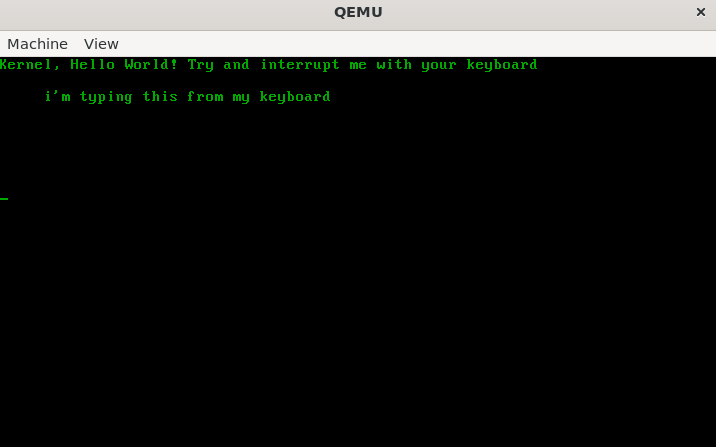 QEMU ×
Machine View
Kernel, Hello World! Try and interrupt me with your keyboard
i'm typing this from my keyboard
_